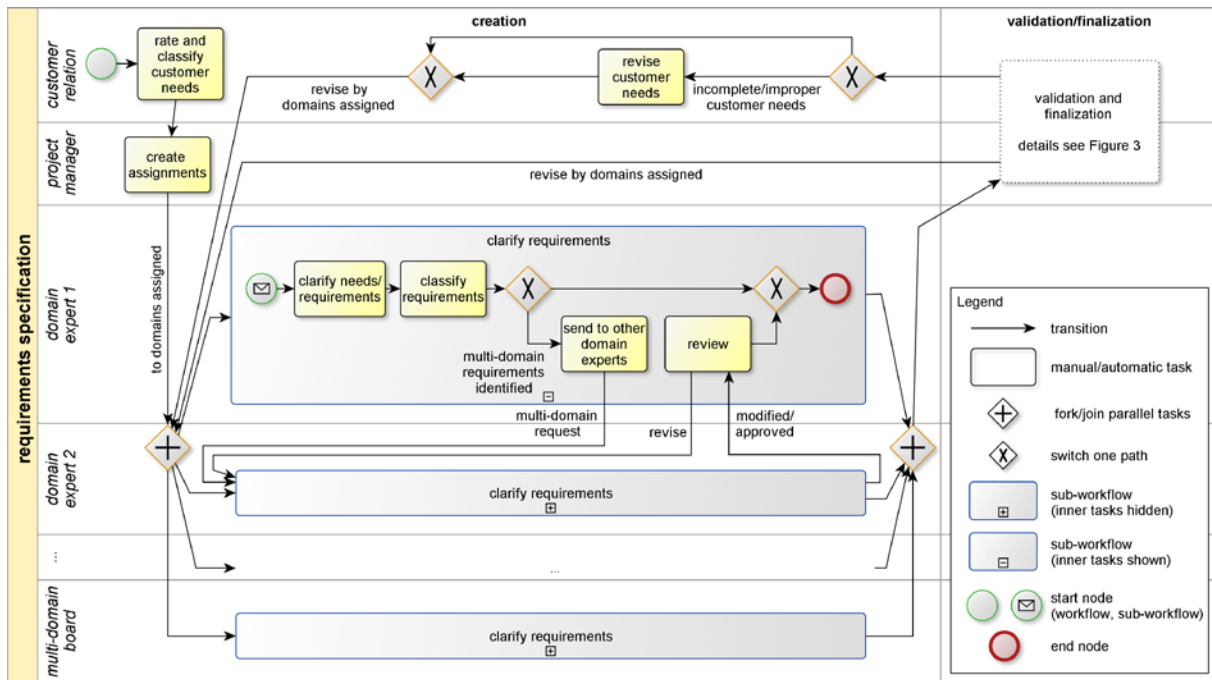 requirements specification
creation
validation/finalization
customer
relation
project
manager
domain
expert 1
domain
expert 2
...
multi-domain
board
rate and
classify
customer
needs
revise by
domains assigned
revise
customer
needs
incomplete/improper
customer needs
validation and
finalization
details see Figure 3
create
assignments
revise by domains assigned
to domains assigned
clarify requirements
clarify needs/
requirements
classify
requirements
send to other
domain
experts
review
multi-domain
requirements
identified
multi-domain
request
revise
modified/
approved
clarify requirements
...
clarify requirements
Legend
transition
manual/automatic task
fork/join parallel tasks
switch one path
sub-workflow
(inner tasks hidden)
sub-workflow
(inner tasks shown)
start node
(workflow, sub-workflow)
end node